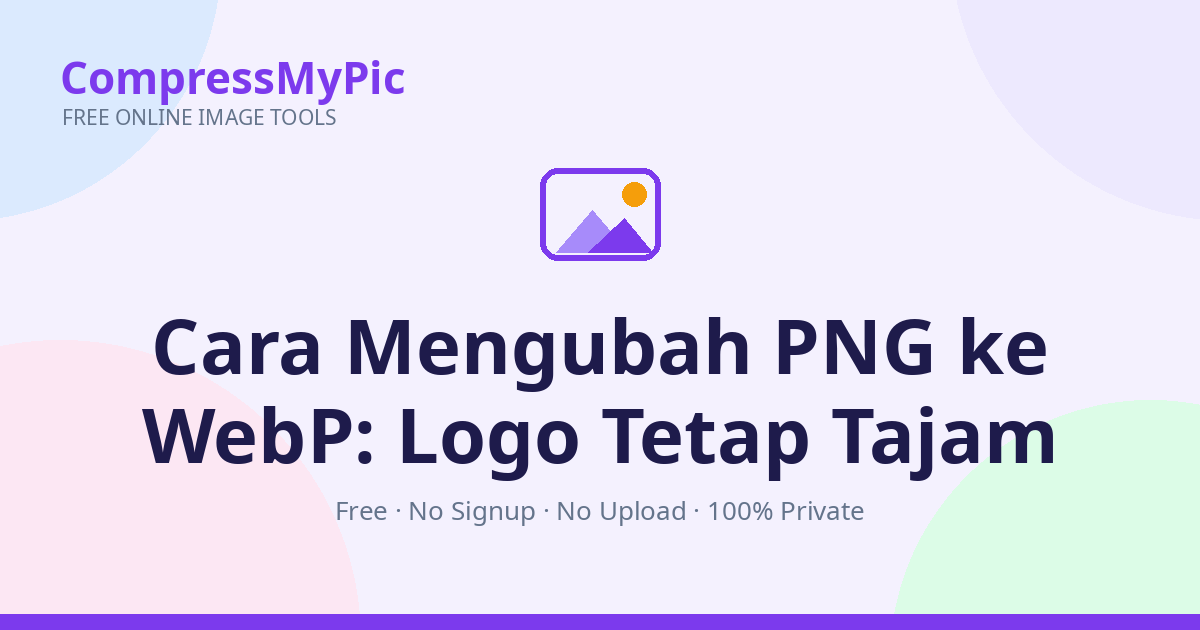 CompressMyPic
FREE ONLINE IMAGE TOOLS
Cara Mengubah PNG ke
WebP: Logo Tetap Tajam
Free · No Signup · No Upload · 100% Private